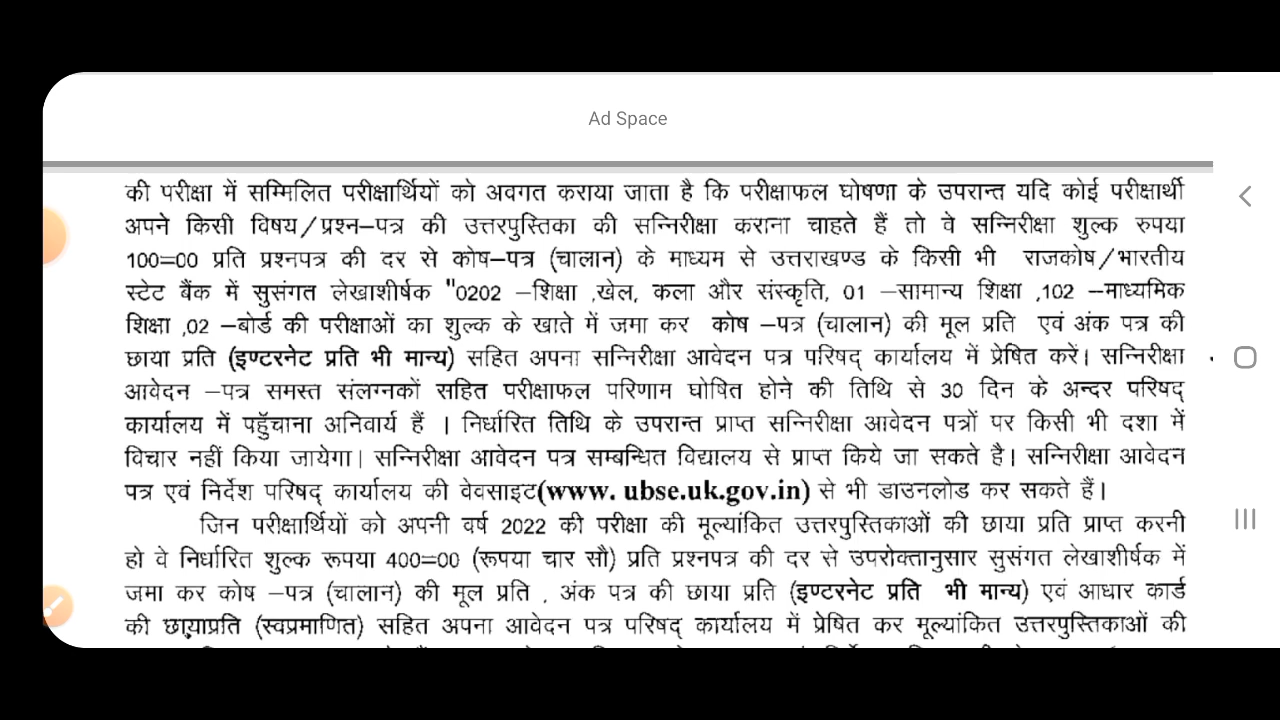 Ad Space
की परीक्षा में सम्मिलित परीक्षार्थियों को अवगत कराया जाता है कि परीक्षाफल घोषणा के उपरान्त यदि कोई परीक्षार्थी
अपने किसी विषय/प्रश्न–पत्र की उत्तरपुस्तिका की सन्निरीक्षा कराना चाहते हैं तो वे सन्निरीक्षा शुल्क रुपया
100=00 प्रति प्रश्नपत्र की दर से कोष–पत्र (चालान) के माध्यम से उत्तराखण्ड के किसी भी राजकोष/भारतीय
स्टेट बैंक में सुसंगत लेखाशीर्षक "0202 –शिक्षा ,खेल, कला और संस्कृति, 01 –सामान्य शिक्षा ,102 –माध्यमिक
शिक्षा ,02 –बोर्ड की परीक्षाओं का शुल्क के खाते में जमा कर कोष –पत्र (चालान) की मूल प्रति एवं अंक पत्र की
छाया प्रति (इण्टरनेट प्रति भी मान्य) सहित अपना सन्निरीक्षा आवेदन पत्र परिषद् कार्यालय में प्रेषित करें। सन्निरीक्षा
आवेदन –पत्र समस्त संलग्नकों सहित परीक्षाफल परिणाम घोषित होने की तिथि से 30 दिन के अन्दर परिषद्
कार्यालय में पहुँचाना अनिवार्य हैं । निर्धारित तिथि के उपरान्त प्राप्त सन्निरीक्षा आवेदन पत्रों पर किसी भी दशा में
विचार नहीं किया जायेगा। सन्निरीक्षा आवेदन पत्र सम्बन्धित विद्यालय से प्राप्त किये जा सकते है। सन्निरीक्षा आवेदन
पत्र एवं निर्देश परिषद् कार्यालय की वेवसाइट(www. ubse.uk.gov.in) से भी डाउनलोड कर सकते हैं।
जिन परीक्षार्थियों को अपनी वर्ष 2022 की परीक्षा की मूल्यांकित उत्तरपुस्तिकाओं की छाया प्रति प्राप्त करनी
हो वे निर्धारित शुल्क रूपया 400=00 (रूपया चार सौ) प्रति प्रश्नपत्र की दर से उपरोक्तानुसार सुसंगत लेखाशीर्षक में
जमा कर कोष –पत्र (चालान) की मूल प्रति , अंक पत्र की छाया प्रति (इण्टरनेट प्रति भी मान्य) एवं आधार कार्ड
की छायाप्रति (स्वप्रमाणित) सहित अपना आवेदन पत्र परिषद् कार्यालय में प्रेषित कर मूल्यांकित उत्तरपुस्तिकाओं की